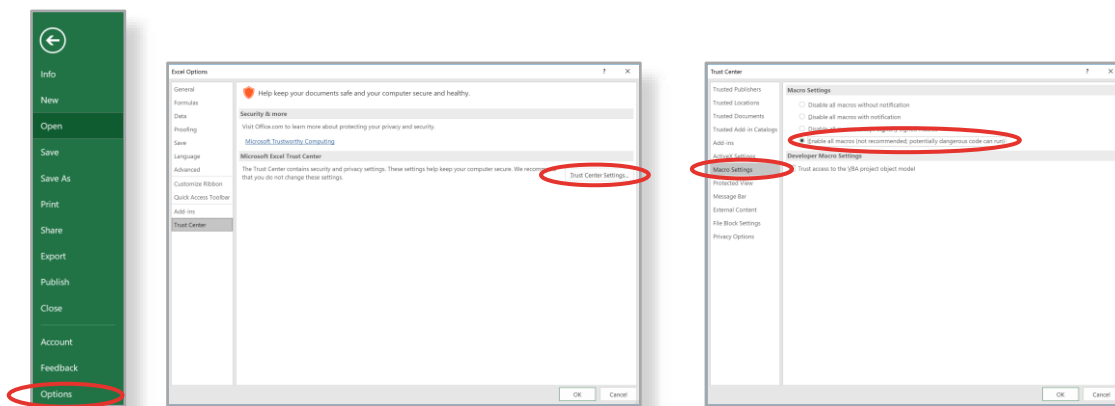 Info
New
Open
Save
Save As
Print
Share
Export
Publish
Close
Account
Feedback
Options
Excel Options
? ×
General
Formulas
Data
Proofing
Save
Language
Advanced
Customize Ribbon
Quick Access Toolbar
Add-ins
Trust Center
Help keep your documents safe and your computer secure and healthy.
Security & more
Visit Office.com to learn more about protecting your privacy and security.
Microsoft Trustworthy Computing
Microsoft Excel Trust Center
The Trust Center contains security and privacy settings. These settings help keep your computer secure. We
that you do not change these settings.
Trust Center Settings...
OK Cancel
Trust Center
? ×
Trusted Publishers
Trusted Locations
Trusted Documents
Trusted Add-in Catalogs
Add-ins
ActiveX Settings
Macro Settings
Protected View
Message Bar
External Content
File Block Settings
Privacy Options
Macro Settings
Disable all macros without notification
Disable all macros with notification
Disable all
Enable all macros (not recommended; potentially dangerous code can run)
Developer Macro Settings
Trust access to the VBA project object model
OK Cancel